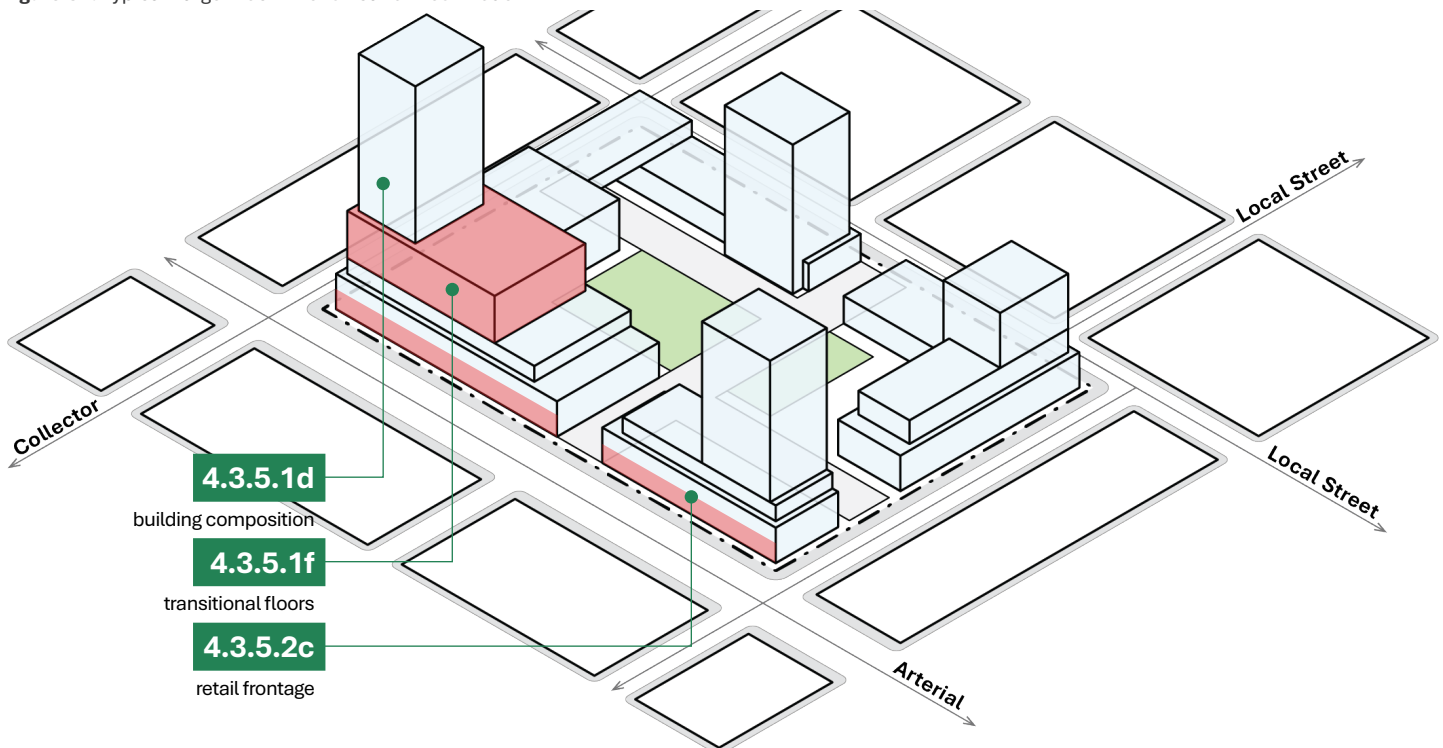 Local Street
Collector
4.3.5.1d
building composition
4.3.5.1f
transitional floors
4.3.5.2c
retail frontage
Local Street
Arterial